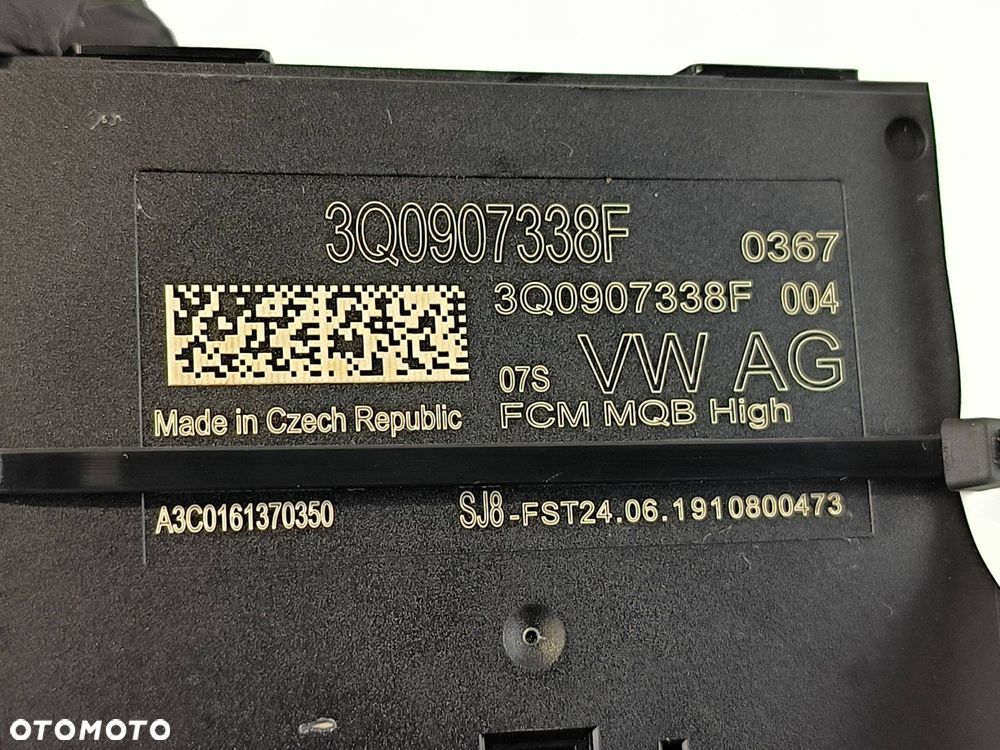 3Q0907338F 0367
3Q0907338F 004
07S VW AG
Made in Czech Republic FCM MQB High
A3C0161370350 SJ8-FST24.06.1910800473
OTOMOTO